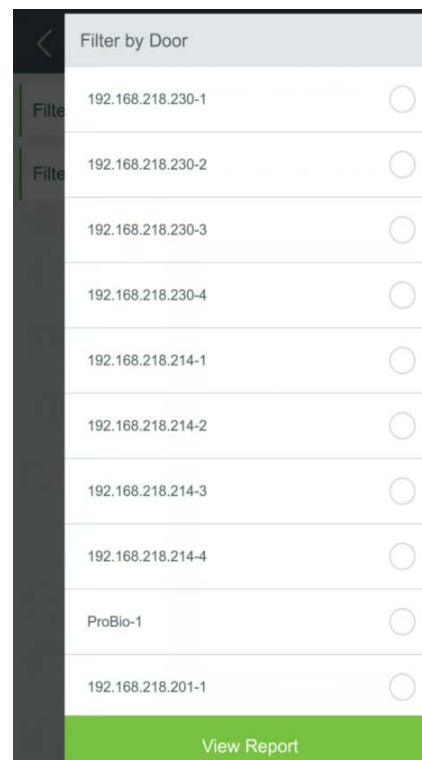 Filter by Door
Filte
Filte
192.168.218.230-1
192.168.218.230-2
192.168.218.230-3
192.168.218.230-4
192.168.218.214-1
192.168.218.214-2
192.168.218.214-3
192.168.218.214-4
ProBio-1
192.168.218.201-1
View Report